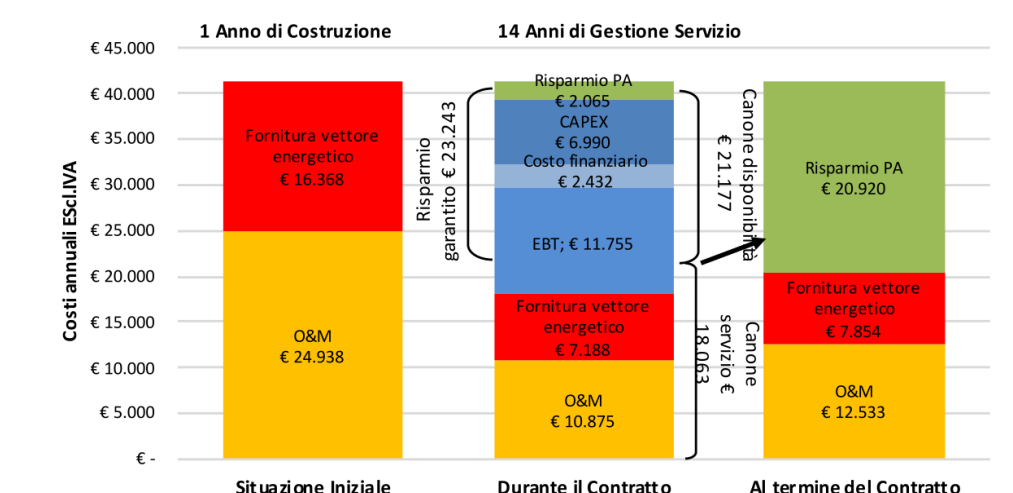 1 Anno di Costruzione
14 Anni di Gestione Servizio
Costi annuali EScl.IVA
€ 45.000
€ 40.000
€ 35.000
€ 30.000
€ 25.000
€ 20.000
€ 15.000
€ 10.000
€ 5.000
€ -
Fornitura vettore
energetico
€ 16.368
O&M
€ 24.938
Risparmio
garantito € 23.243
Risparmio PA
€ 2.065
CAPEX
€ 6.990
Costo finanziario
€ 2.432
EBT; € 11.755
Fornitura vettore
energetico
€ 7.188
O&M
€ 10.875
Canone disponibilità
€ 21.177
Canone
servizio €
18.063
Risparmio PA
€ 20.920
Fornitura vettore
energetico
€ 7.854
O&M
€ 12.533
Situazione Iniziale
Durante il Contratto
Al termine del Contratto